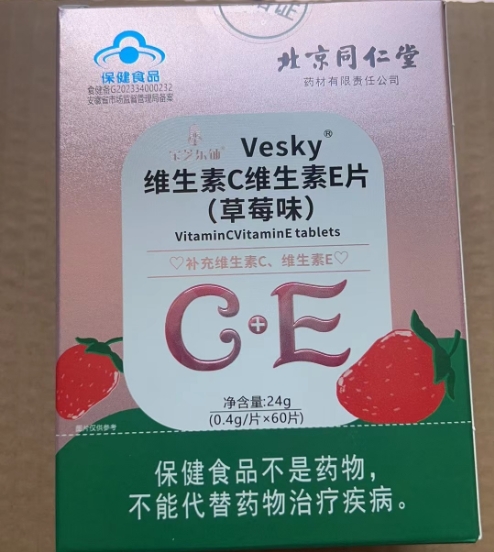 证
保健食品
食健备G202334000232
安徽省市场监督管理局备案
北京同仁堂
药材有限责任公司
Vesky®
维生素C维生素E片
(草莓味)
VitaminCVitaminE tablets
♡补充维生素C、维生素E♡
C+E
净含量:24g
(0.4g/片×60片)
图片仅供参考
保健食品不是药物,
不能代替药物治疗疾病。